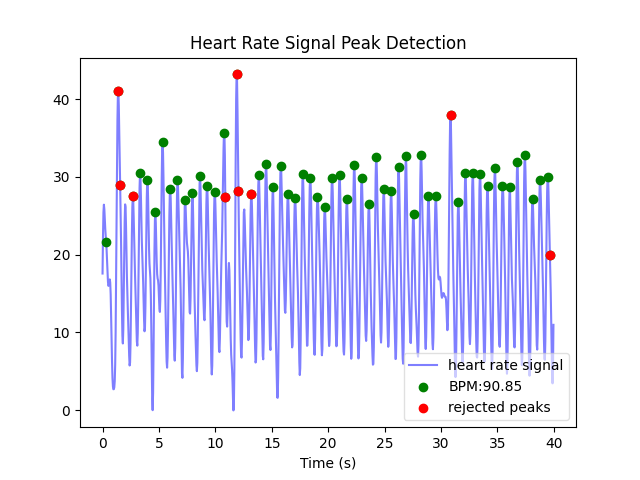 Heart Rate Signal Peak Detection
40
30
20
10
0
0 5 10 15 20 25 30 35 40
Time (s)
heart rate signal
BPM:90.85
rejected peaks